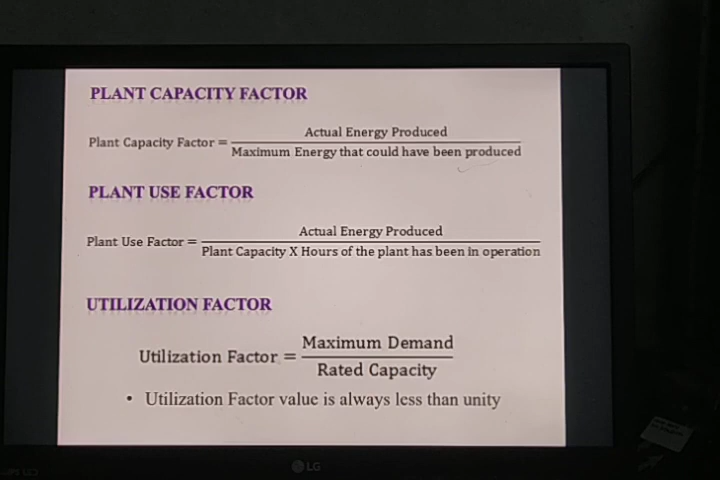 PLANT CAPACITY FACTOR
Plant Capacity Factor = Actual Energy Produced
Maximum Energy that could have been produced
PLANT USE FACTOR
Plant Use Factor = Actual Energy Produced
Plant Capacity X Hours of the plant has been in operation
UTILIZATION FACTOR
Utilization Factor = Maximum Demand
Rated Capacity
• Utilization Factor value is always less than unity
LG